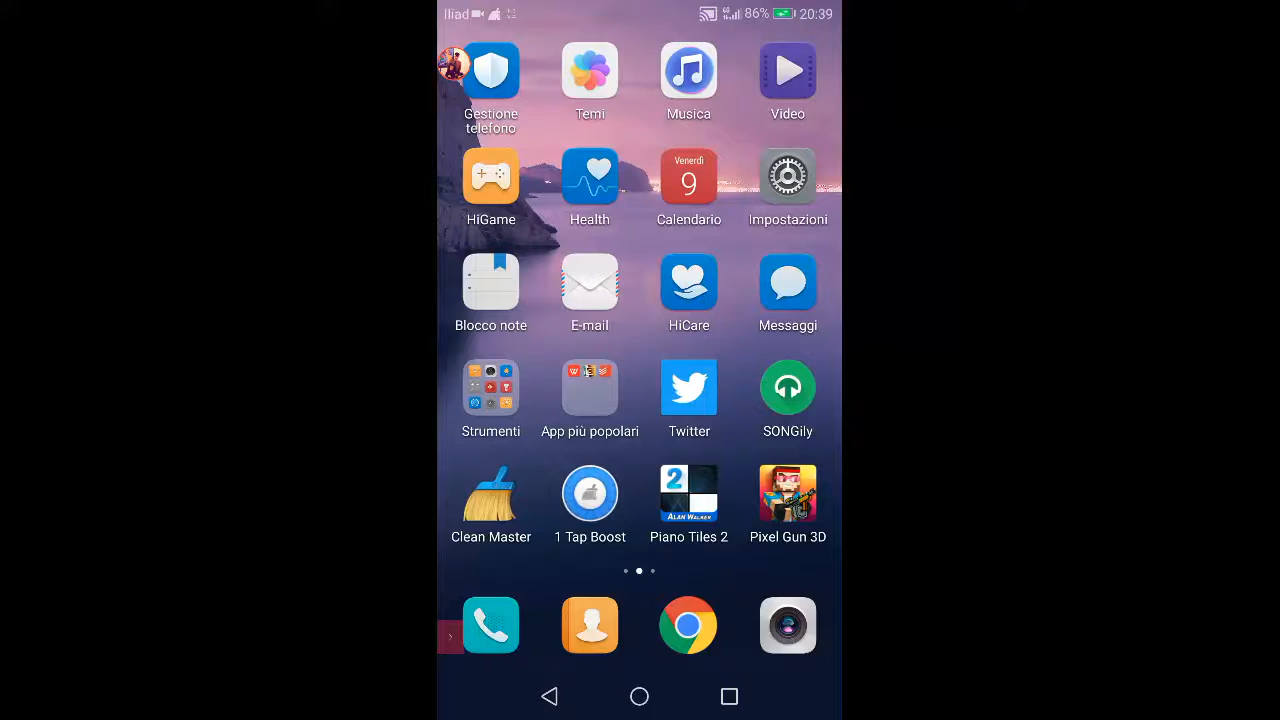 Iliad 86% 20:39
Gestione
telefono
Temi
Musica
Video
Venerdì
9
HiGame
Health
Calendario
Impostazioni
Blocco note
E-mail
HiCare
Messaggi
Strumenti
App più popolari
Twitter
SONGily
2
ALAN WALKER
Clean Master
1 Tap Boost
Piano Tiles 2
Pixel Gun 3D